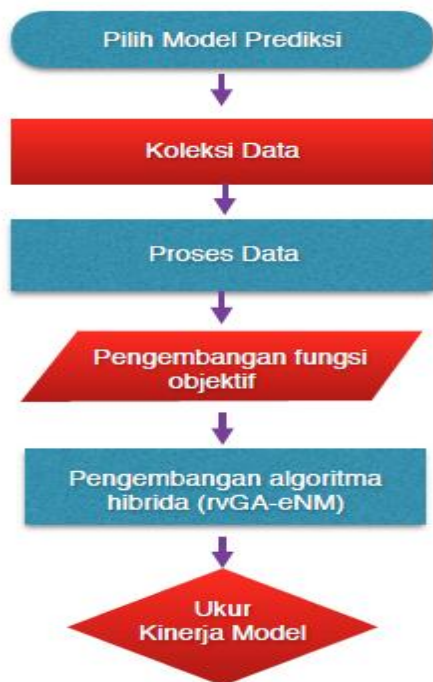 Pilih Model Prediksi
Koleksi Data
Proses Data
Pengembangan fungsi
objektif
Pengembangan algoritma
hibrida (rvGA-eNM)
Ukur
Kinerja Model